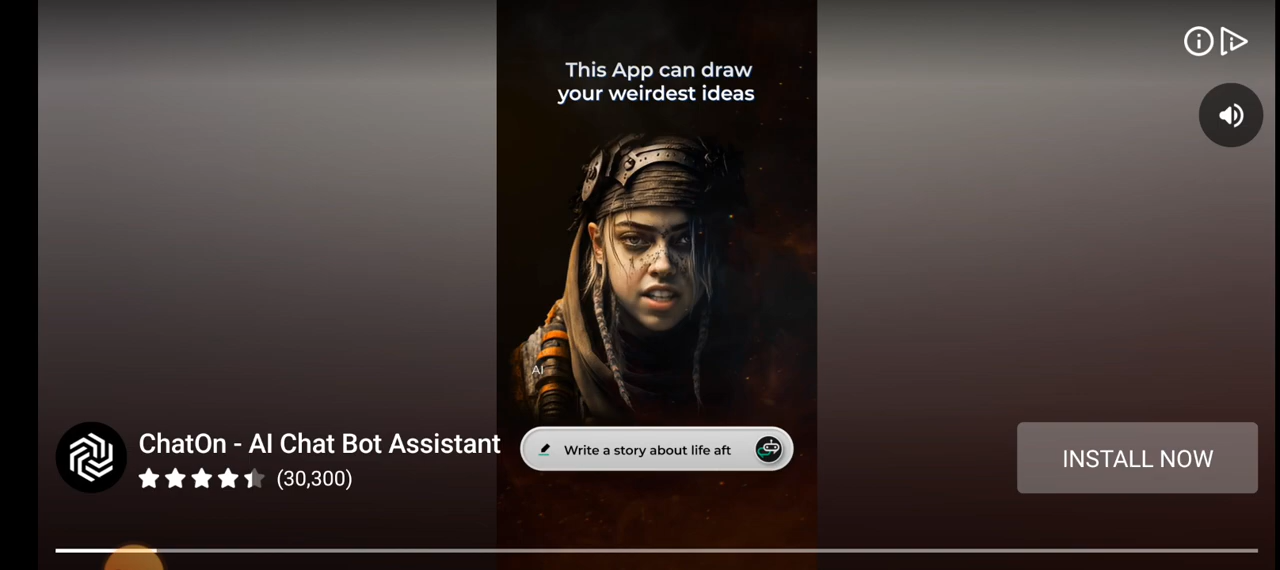 This App can draw
your weirdest ideas
AI
ChatOn - AI Chat Bot Assistant
(30,300)
Write a story about life aft
INSTALL NOW